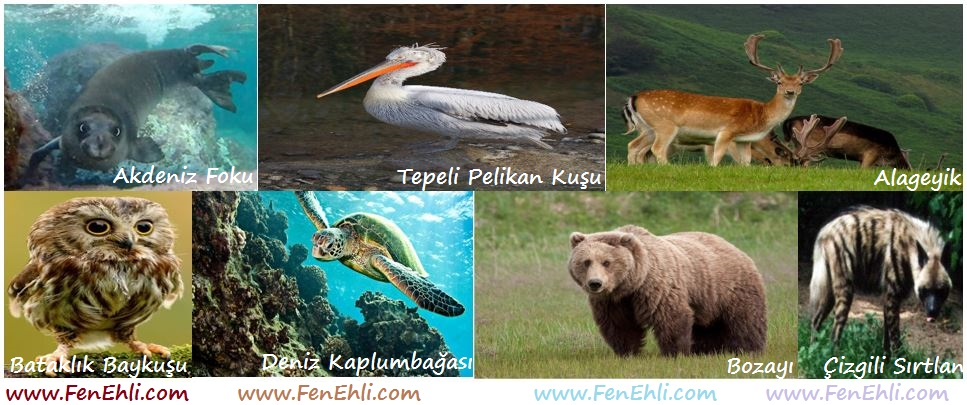 Akdeniz Foku
Tepeli Pelikan Kuşu
Alageyik
Bataklık Baykuşu
Deniz Kaplumbağası
Bozayı
Çizgili Sırtlan
www.FenEhli.com www.FenEhli.com www.FenEhli.com www.FenEhli.com